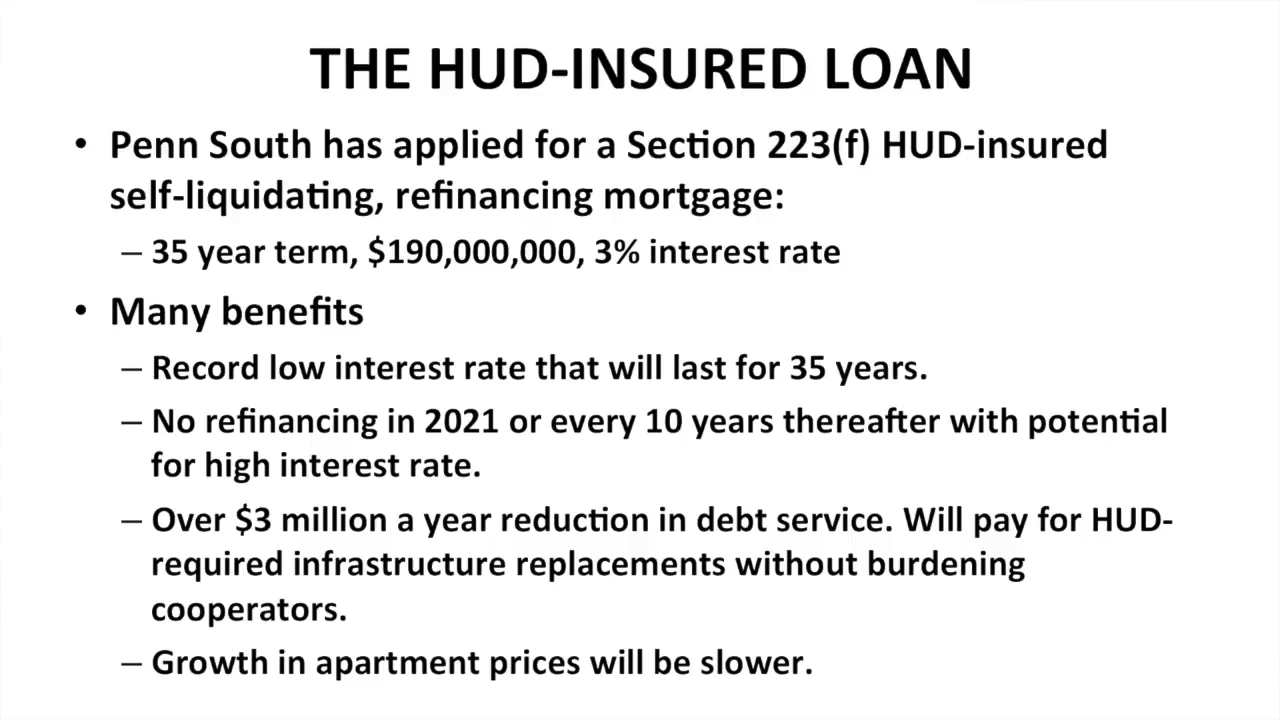 THE HUD-INSURED LOAN
• Penn South has applied for a Section 223(f) HUD-insured
self-liquidating, refinancing mortgage:
– 35 year term, $190,000,000, 3% interest rate
• Many benefits
– Record low interest rate that will last for 35 years.
– No refinancing in 2021 or every 10 years thereafter with potential
for high interest rate.
– Over $3 million a year reduction in debt service. Will pay for HUD-
required infrastructure replacements without burdening
cooperators.
– Growth in apartment prices will be slower.